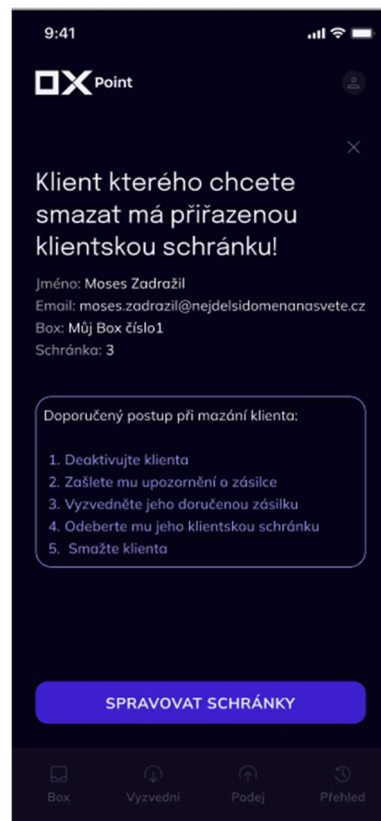 9:41
OX Point
Klient kterého chcete
smazat má přiřazenou
klientskou schránku!
Jméno: Moses Zadražil
Email: moses.zadrazil@nejdelsidomenanasvete.cz
Box: Můj Box číslo1
Schránka: 3
Doporučený postup při mazání klienta:
1. Deaktivujte klienta
2. Zašlete mu upozornění o zásilce
3. Vyzvedněte jeho doručenou zásilku
4. Odeberte mu jeho klientskou schránku
5. Smažte klienta
SPRAVOVAT SCHRÁNKY
Box Vyzvedni Podej Přehled